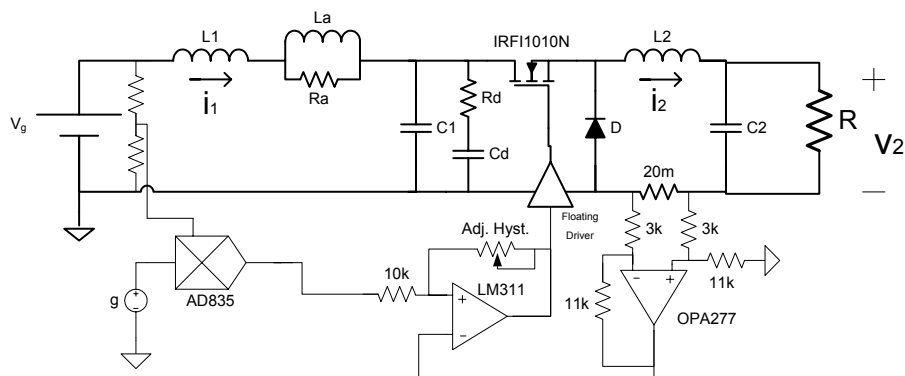 L1
La
IRFI1010N
L2
i1
Ra
Rd
i2
Vg
C1
D
C2
R
+
V2
Cd
20m
Floating
Driver
3k
3k
Adj. Hyst.
10k
LM311
11k
11k
g
AD835
OPA277
+
−
−
+
+
−
−